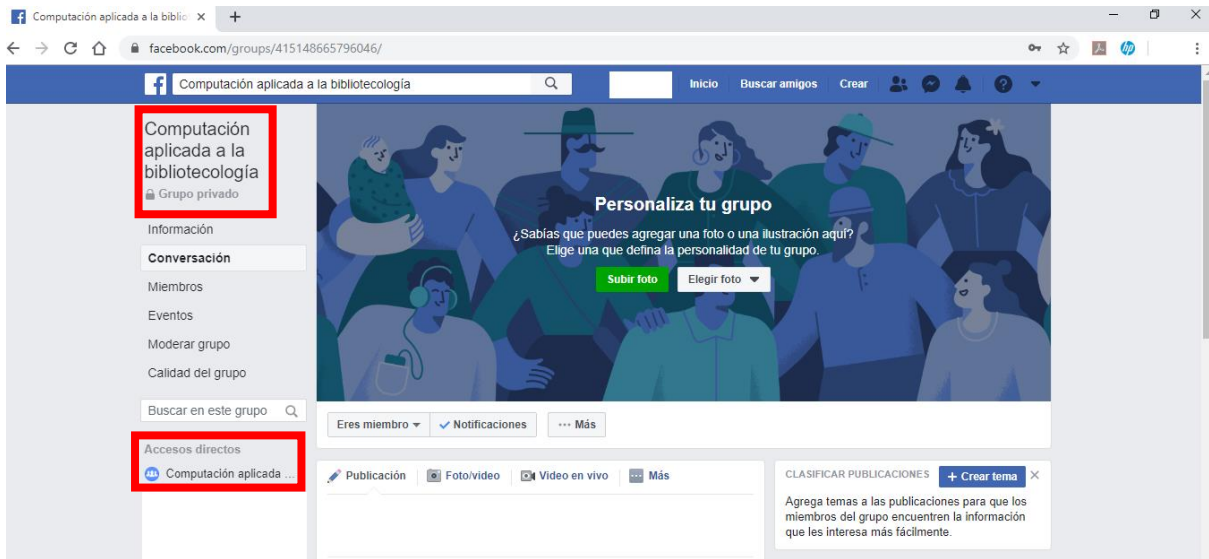 Computación aplicada a la biblio
facebook.com/groups/415148665796046/
Computación aplicada a la bibliotecología
Inicio Buscar amigos Crear
Computación
aplicada a la
bibliotecología
Grupo privado
Información
Conversación
Miembros
Eventos
Moderar grupo
Calidad del grupo
Buscar en este grupo
Accesos directos
Computación aplicada ...
Personaliza tu grupo
¿Sabías que puedes agregar una foto o una ilustración aquí?
Elige una que defina la personalidad de tu grupo.
Subir foto Elegir foto
Eres miembro Notificaciones ··· Más
Publicación Foto/video Video en vivo Más
CLASIFICAR PUBLICACIONES + Crear tema
Agrega temas a las publicaciones para que los
miembros del grupo encuentren la información
que les interesa más fácilmente.